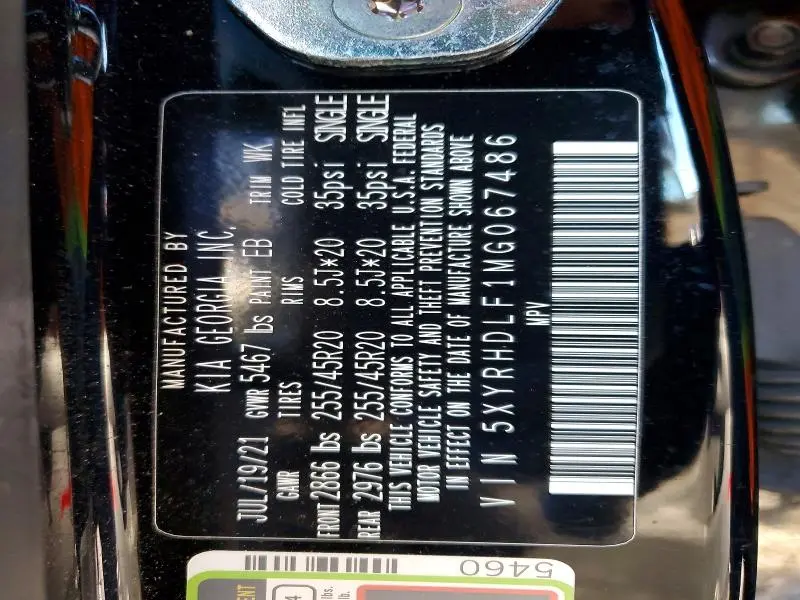 MANUFACTURED BY
KIA GEORGIA INC.
JUL/19/21 GVWR 5467 lbs PAINT EB TRIM WK
GAWR TIRES RIMS COLD TIRE INFL
FRONT 2866 lbs 255/45R20 8.5J*20 35psi SINGLE
REAR 2976 lbs 255/45R20 8.5J*20 35psi SINGLE
THIS VEHICLE CONFORMS TO ALL APPLICABLE U.S.A. FEDERAL
MOTOR VEHICLE SAFETY AND THEFT PREVENTION STANDARDS
IN EFFECT ON THE DATE OF MANUFACTURE SHOWN ABOVE
VIN 5XYRHDLF1MG067486
MPV
5460
lbs.
lb.